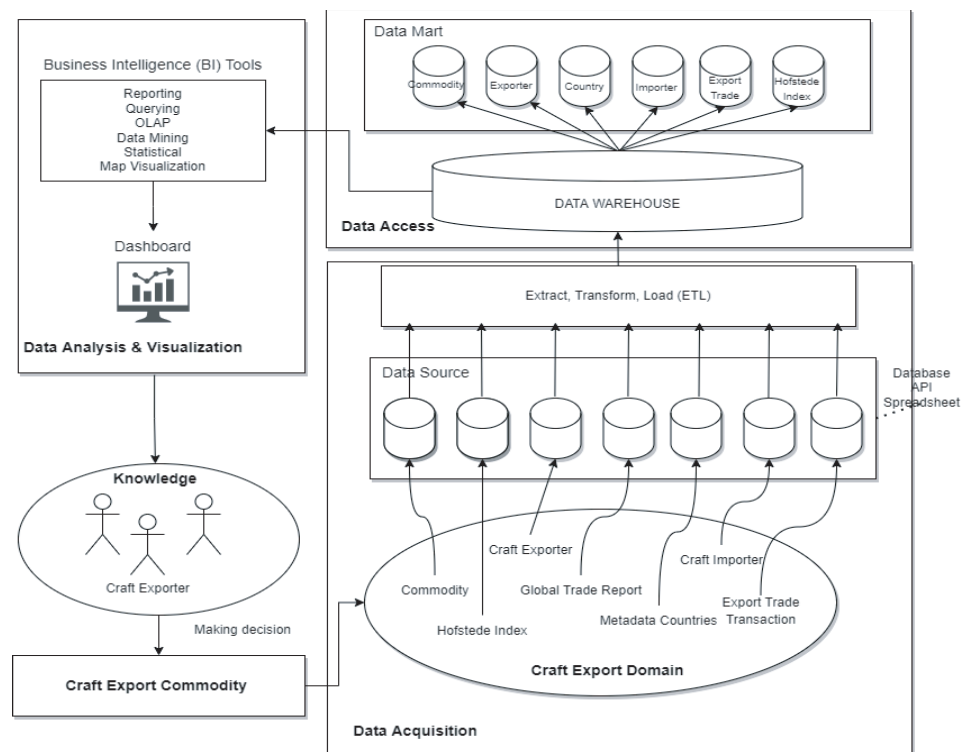 Business Intelligence (BI) Tools
Reporting
Querying
OLAP
Data Mining
Statistical
Map Visualization
Dashboard
Data Analysis & Visualization
Data Mart
Commodity
Exporter
Country
Importer
Export
Trade
Hofstede
Index
DATA WAREHOUSE
Data Access
Extract, Transform, Load (ETL)
Data Source
Database
API
Spreadsheet
Knowledge
Craft Exporter
Making decision
Craft Export Commodity
Craft Exporter
Craft Importer
Commodity
Global Trade Report
Hofstede Index
Metadata Countries
Export Trade
Transaction
Craft Export Domain
Data Acquisition